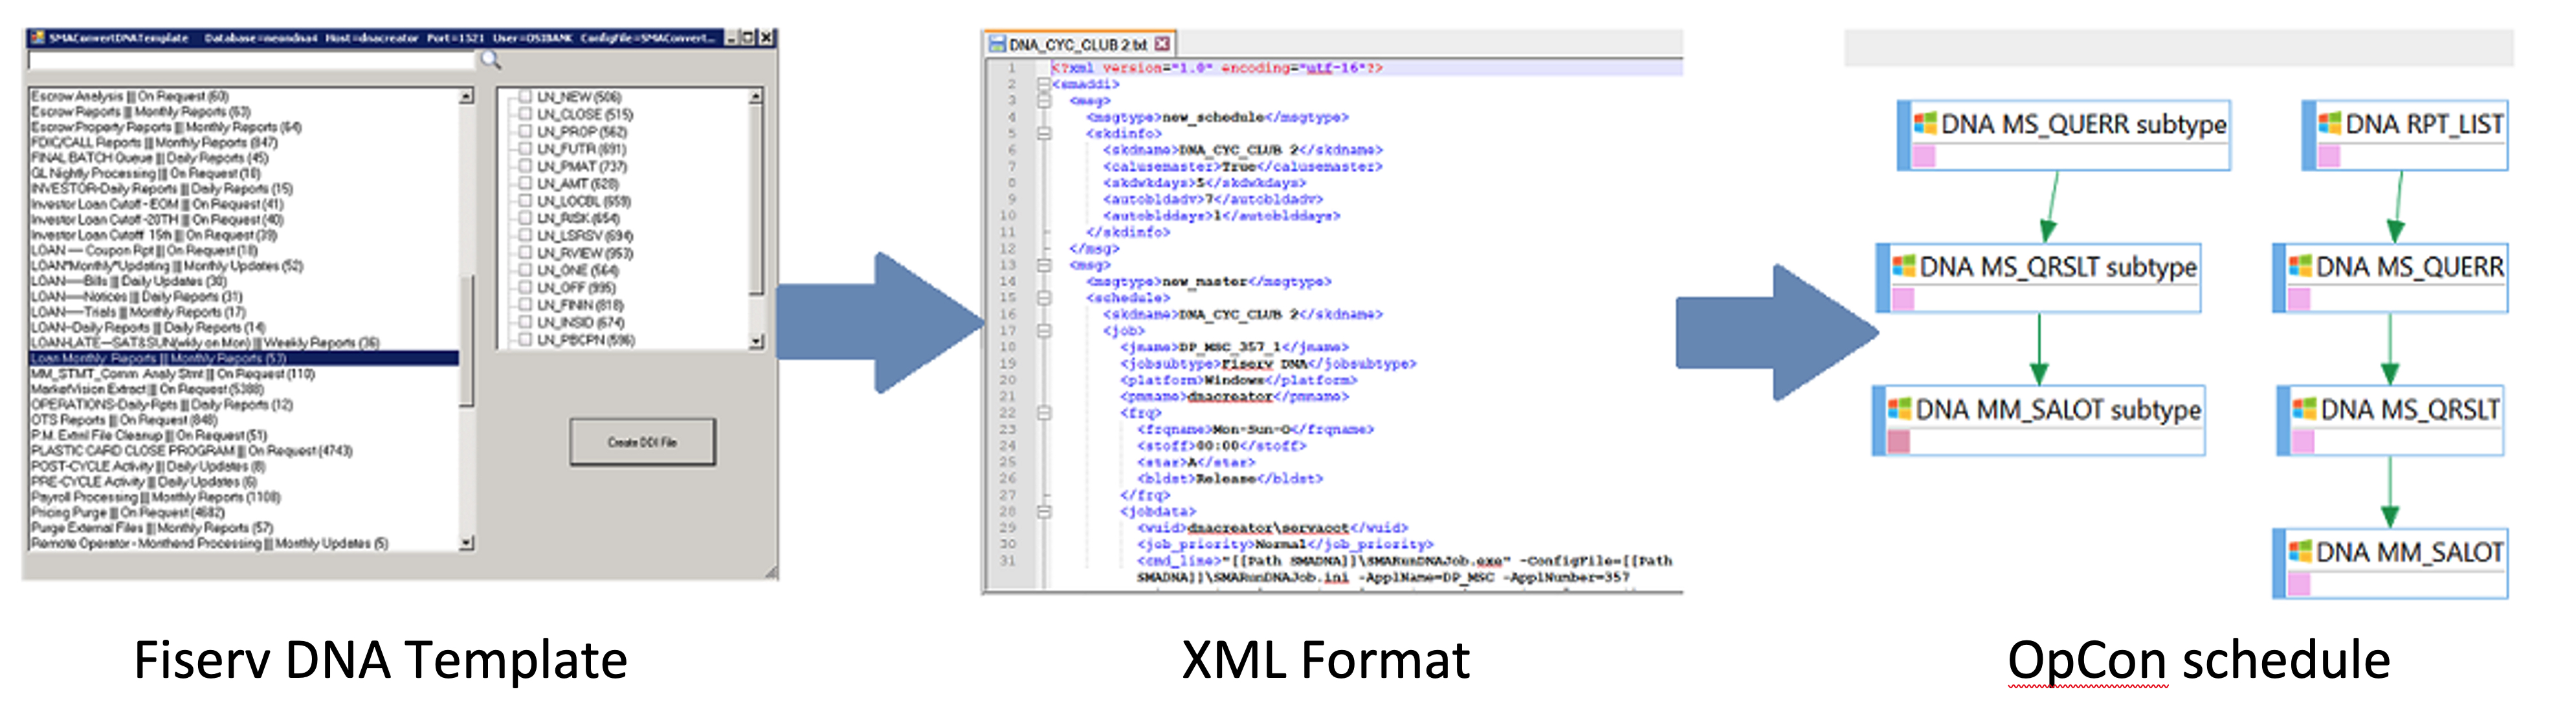 SMAConvertDNATemplate Database=neondna4 Host=dnacreator Port=1521 User=OSIBANK ConfigFile=SMAConvert...
Escrow Analysis ||| On Request (60)
Escrow Reports ||| Monthly Reports (63)
Escrow Property Reports ||| Monthly Reports (64)
FDIC/CALL Reports ||| Monthly Reports (847)
FINAL BATCH Queue ||| Daily Reports (45)
GL Nightly Processing ||| On Request (10)
INVESTOR-Daily Reports ||| Daily Reports (15)
Investor Loan Cutoff -EOM ||| On Request (41)
Investor Loan Cutoff -20TH ||| On Request (40)
Investor Loan Cutoff 15th ||| On Request (39)
LOAN---- Coupon Rpt ||| On Request (18)
LOAN"Monthly"Updating ||| Monthly Updates (52)
LOAN----Bills ||| Daily Updates (30)
LOAN----Notices ||| Daily Reports (31)
LOAN----Trials ||| Monthly Reports (17)
LOAN--Daily Reports ||| Daily Reports (14)
LOAN-LATE---SAT&SUN(wkly on Mon) ||| Weekly Reports (36)
Loan Monthly Reports ||| Monthly Reports (53)
MM_STMT_Comm Analy Stmt ||| On Request (110)
MarketVision Extract ||| On Request (5388)
OPERATIONS-Daily-Rpts ||| Daily Reports (12)
OTS Reports ||| On Request (848)
P.M. Extrnl File Cleanup ||| On Request (51)
PLASTIC CARD CLOSE PROGRAM ||| On Request (4743)
POST-CYCLE Activity ||| Daily Updates (8)
PRE-CYCLE Activity ||| Daily Updates (6)
Payroll Processing ||| Monthly Reports (1108)
Pricing Purge ||| On Request (4682)
Purge External Files ||| Monthly Reports (57)
Remote Operator - Monthend Processing ||| Monthly Updates (5)
LN_NEW (506)
LN_CLOSE (515)
LN_PROP (562)
LN_FUTR (691)
LN_PMAT (737)
LN_AMT (628)
LN_LOCBL (659)
LN_RISK (654)
LN_LSRSV (694)
LN_RVIEW (953)
LN_ONE (564)
LN_OFF (995)
LN_FININ (818)
LN_INSID (674)
LN_PBCPN (596)
Create DDI File
Fiserv DNA Template
DNA_CYC_CLUB 2.txt
1 <?xml version="1.0" encoding="utf-16"?>
2 <smaddi>
3 <msg>
4 <msgtype>new_schedule</msgtype>
5 <skdinfo>
6 <skdname>DNA_CYC_CLUB 2</skdname>
7 <calusemaster>True</calusemaster>
8 <skdwkdays>5</skdwkdays>
9 <autobldadv>7</autobldadv>
10 <autoblddays>1</autoblddays>
11 </skdinfo>
12 </msg>
13 <msg>
14 <msgtype>new_master</msgtype>
15 <schedule>
16 <skdname>DNA_CYC_CLUB 2</skdname>
17 <job>
18 <jname>DP_MSC_357_1</jname>
19 <jobsubtype>Fiserv DNA</jobsubtype>
20 <platform>Windows</platform>
21 <pmname>dnacreator</pmname>
22 <frq>
23 <frqname>Mon-Sun-O</frqname>
24 <stoff>00:00</stoff>
25 <star>A</star>
26 <bldst>Release</bldst>
27 </frq>
28 <jobdata>
29 <wuid>dnacreator\servacct</wuid>
30 <job_priority>Normal</job_priority>
31 <cmd_line>"[[Path SMADNA]]\SMARunDNAJob.exe" -ConfigFile=[[Path
SMADNA]]\SMARunDNAJob.ini -ApplName=DP_MSC -ApplNumber=357
XML Format
DNA MS_QUERR subtype
DNA MS_QRSLT subtype
DNA MM_SALOT subtype
DNA RPT_LIST
DNA MS_QUERR
DNA MS_QRSLT
DNA MM_SALOT
OpCon schedule